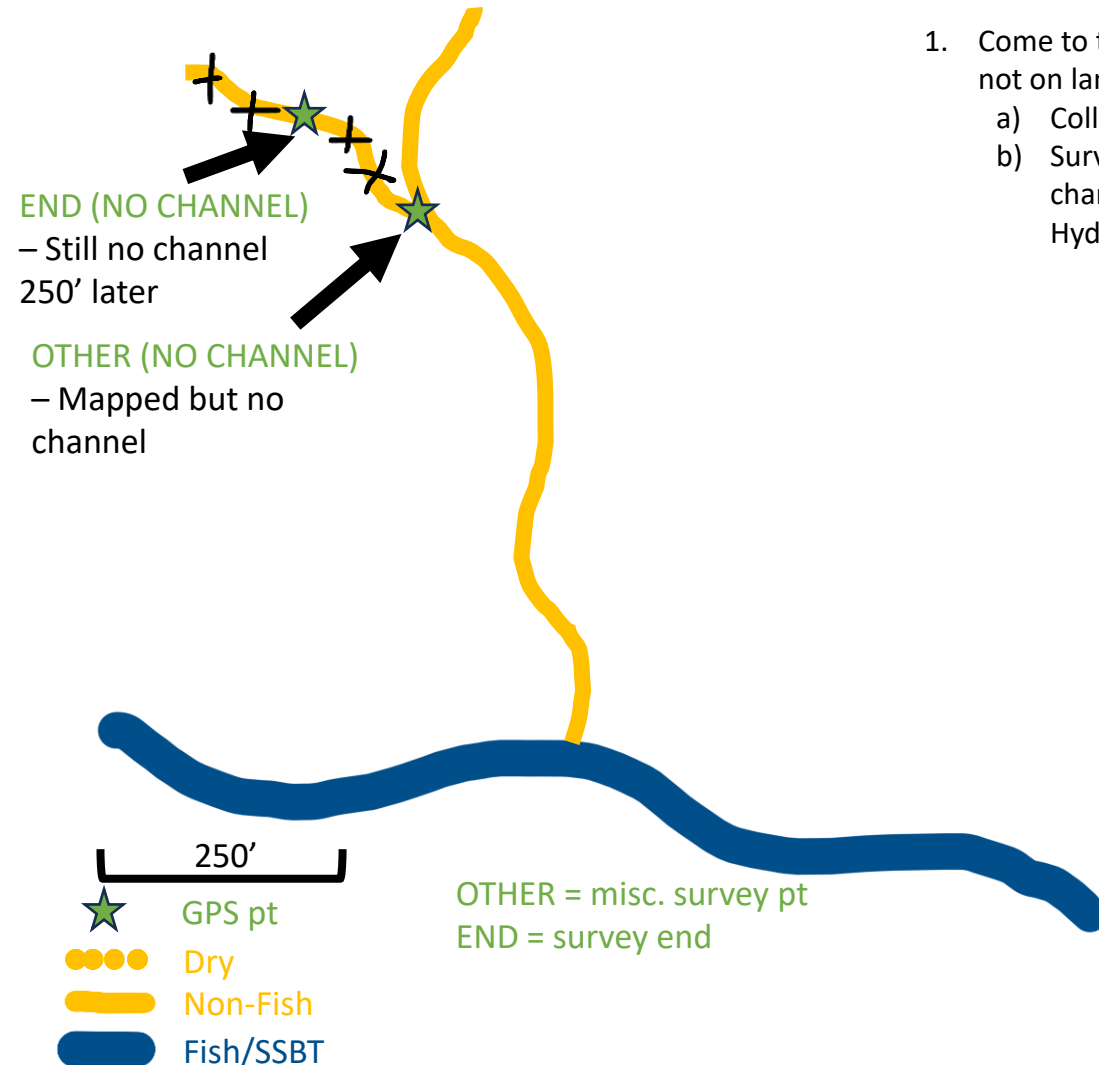 1. Come to t
not on lar
a) Coll
b) Surv
char
Hyd
END (NO CHANNEL)
– Still no channel
250’ later
OTHER (NO CHANNEL)
– Mapped but no
channel
250’
GPS pt
Dry
Non-Fish
Fish/SSBT
OTHER = misc. survey pt
END = survey end